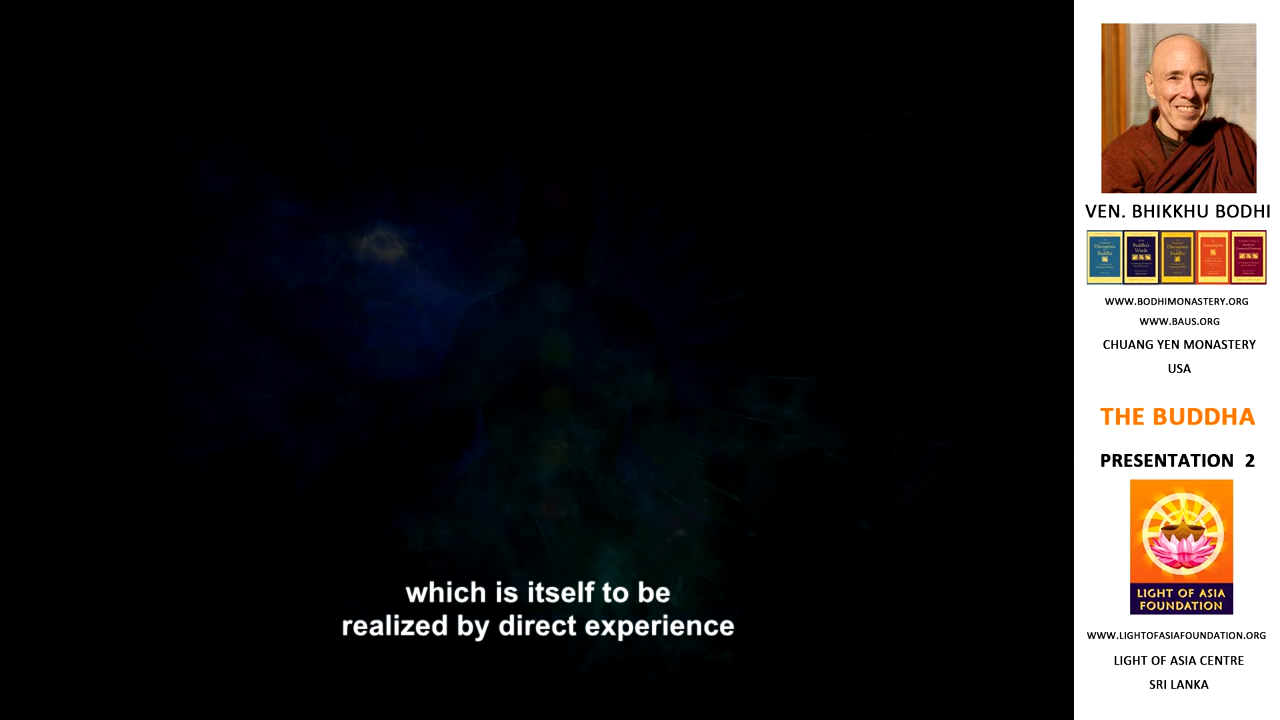 which is itself to be
realized by direct experience
VEN. BHIKKHU BODHI
WWW.BODHIMONASTERY.ORG
WWW.BAUS.ORG
CHUANG YEN MONASTERY
USA
THE BUDDHA
PRESENTATION 2
LIGHT OF ASIA
FOUNDATION
WWW.LIGHTOFASIAFOUNDATION.ORG
LIGHT OF ASIA CENTRE
SRI LANKA